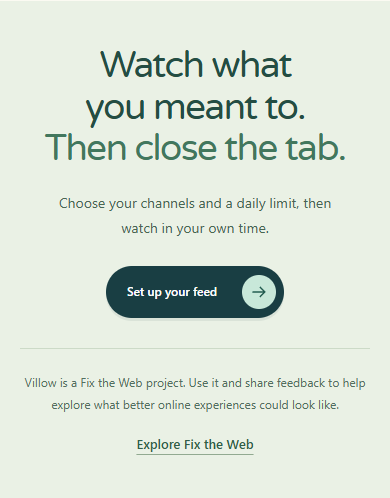 Watch what
you meant to.
Then close the tab.
Choose your channels and a daily limit, then
watch in your own time.
Set up your feed
Villow is a Fix the Web project. Use it and share feedback to help
explore what better online experiences could look like.
Explore Fix the Web